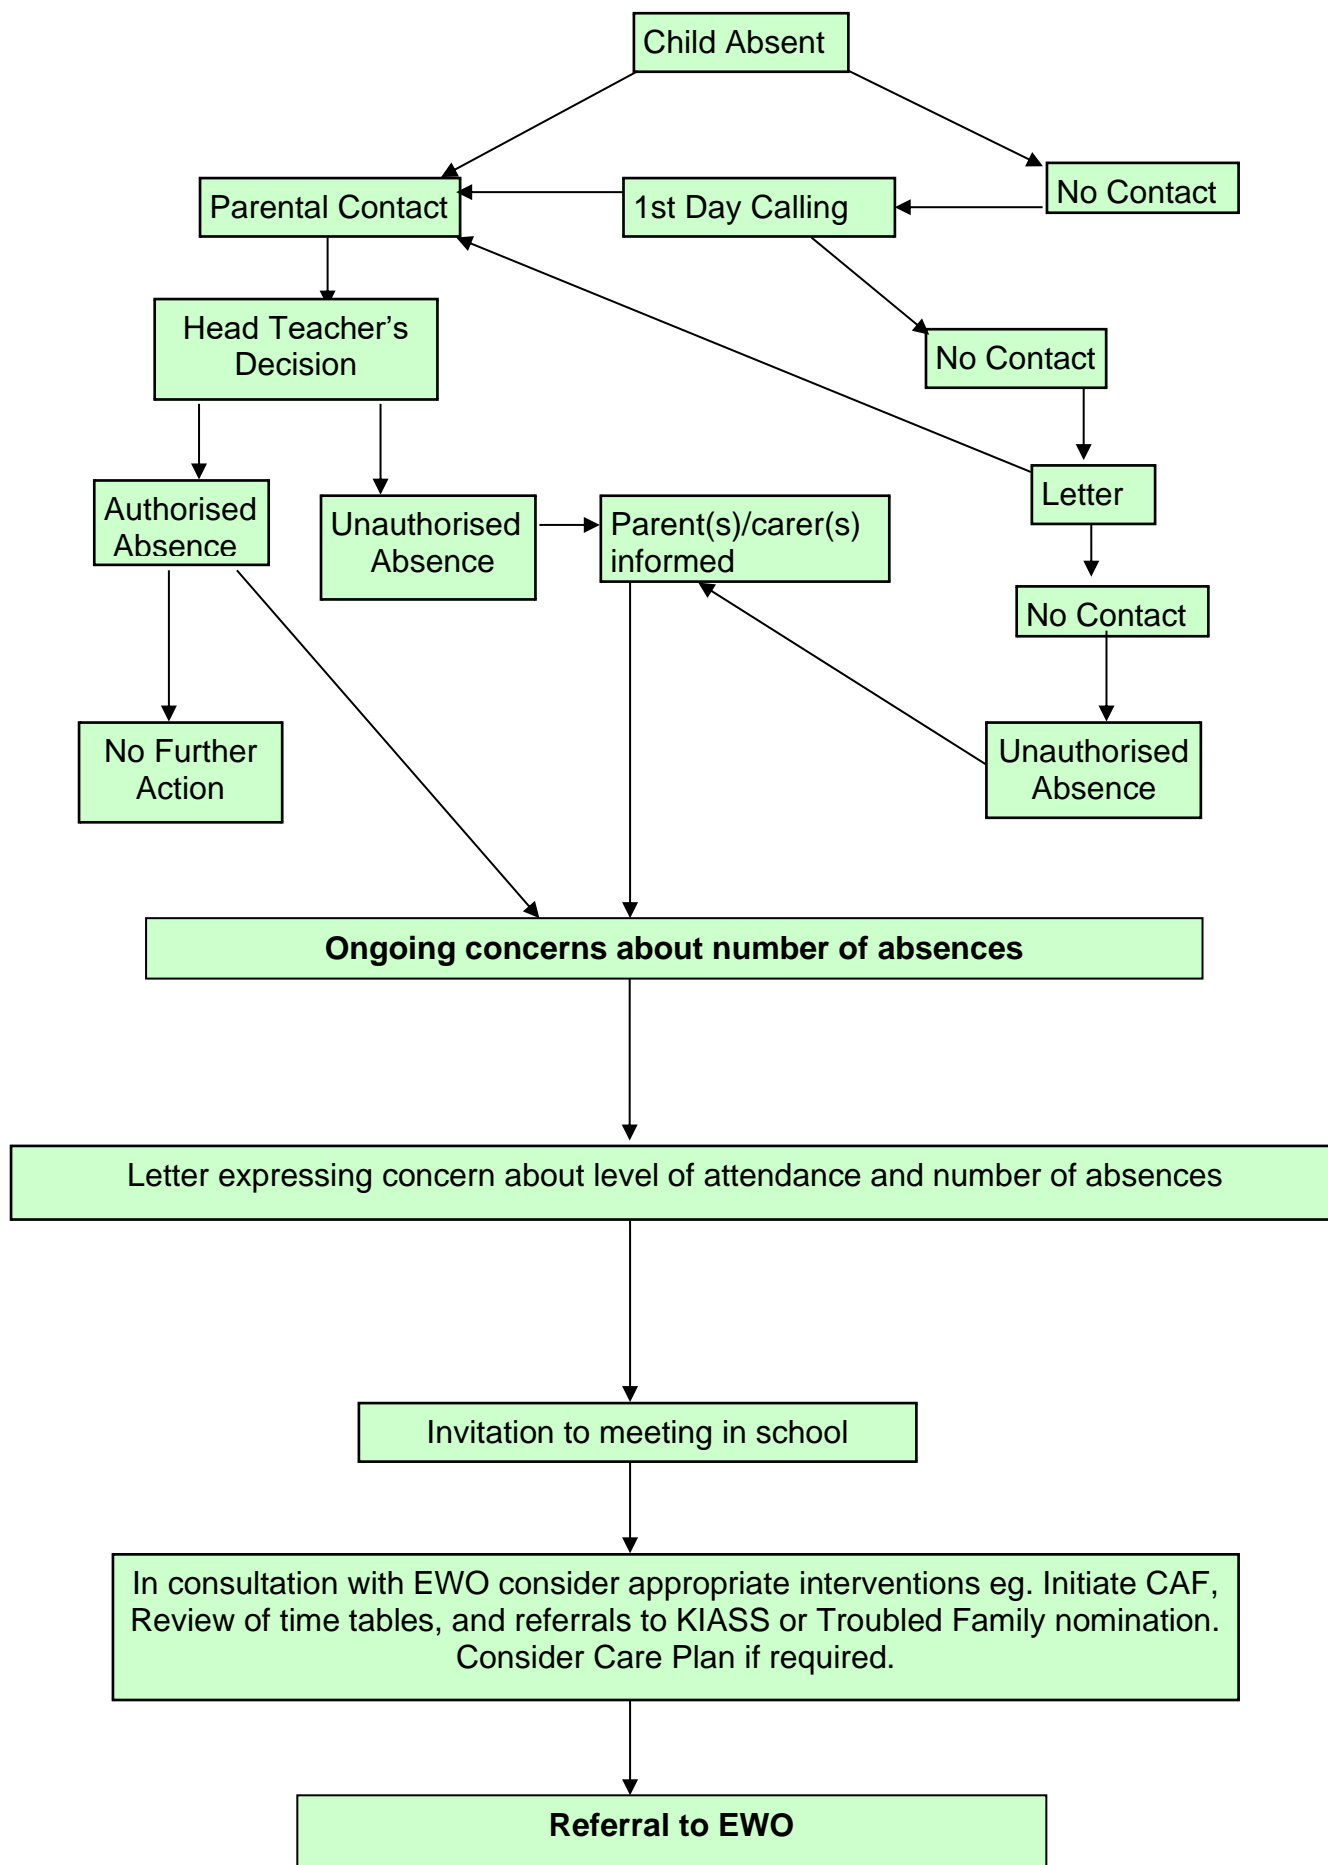 Child Absent
No Contact
Parental Contact
1st Day Calling
Head Teacher’s
Decision
No Contact
Authorised
Absence
Unauthorised
Absence
Parent(s)/carer(s)
informed
Letter
No Contact
No Further
Action
Unauthorised
Absence
Ongoing concerns about number of absences
Letter expressing concern about level of attendance and number of absences
Invitation to meeting in school
In consultation with EWO consider appropriate interventions eg. Initiate CAF,
Review of time tables, and referrals to KIASS or Troubled Family nomination.
Consider Care Plan if required.
Referral to EWO